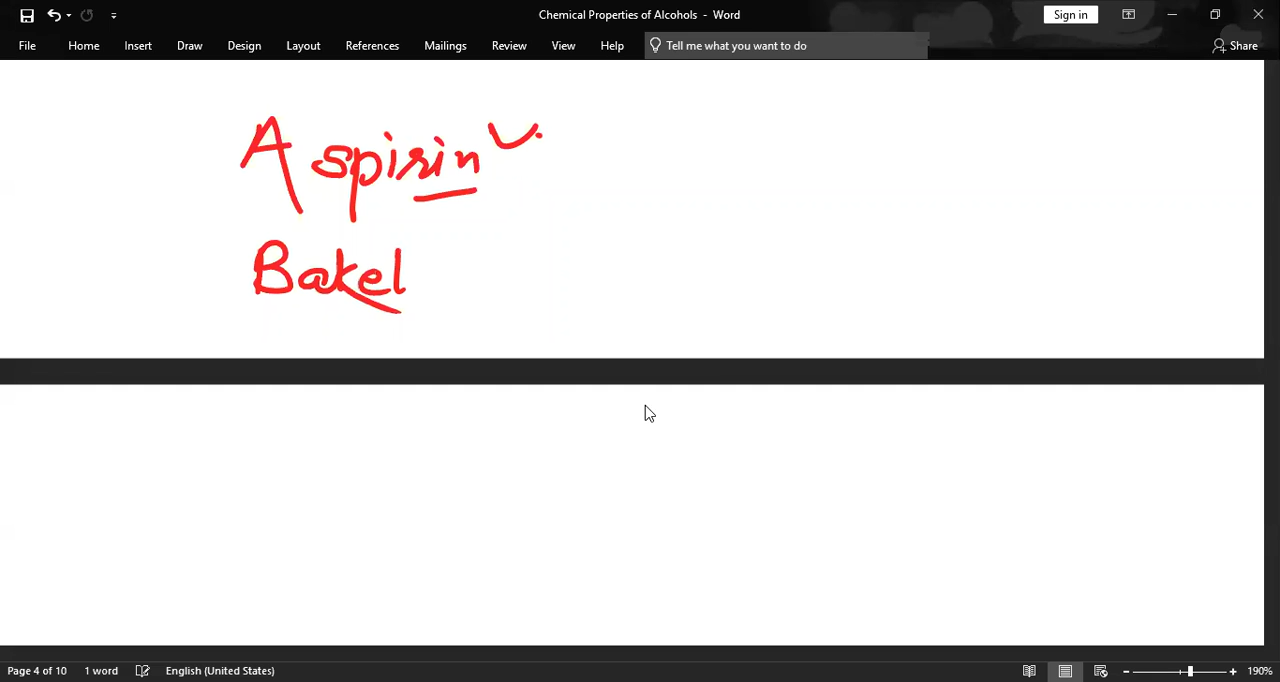 Chemical Properties of Alcohols - Word
Sign in
File Home Insert Draw Design Layout References Mailings Review View Help Tell me what you want to do Share
Aspirin
Bakel
Page 4 of 10 1 word English (United States) 190%